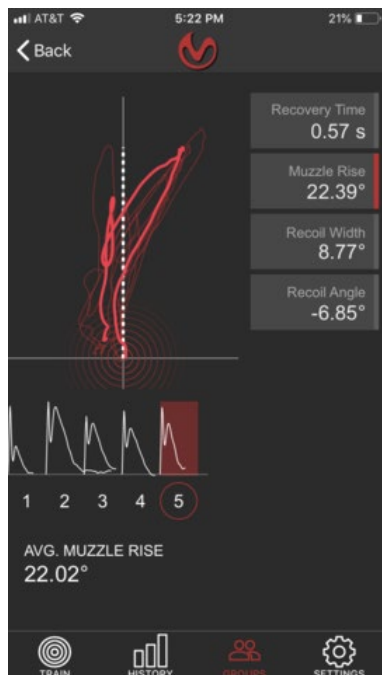 AT&T 5:22 PM 21%
Back
Recovery Time
0.57 s
Muzzle Rise
22.39°
Recoil Width
8.77°
Recoil Angle
-6.85°
1 2 3 4 5
AVG. MUZZLE RISE
22.02°
TRAIN HISTORY GROUPS SETTINGS